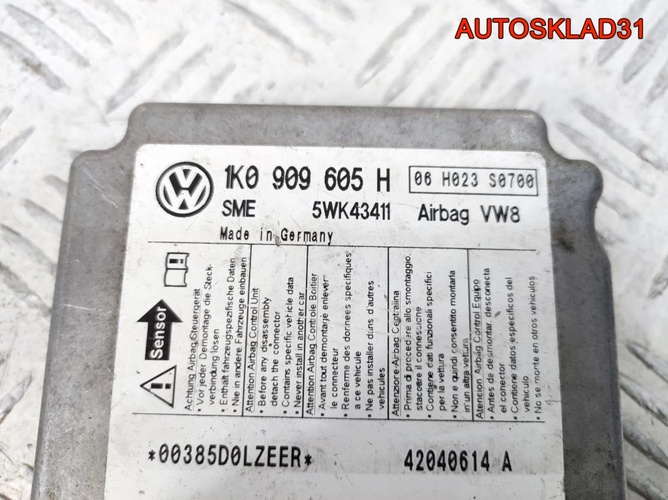 AUTOSKLAD31
1K0 909 605 H
06 H023 S0700
SME 5WK43411 Airbag VW8
Made in Germany
Sensor
Achtung Airbag/Steuergerät
• Vor jeder Demontage die Steck-
verbindung lösen
• Enthält fahrzeugspezifische Daten
• Nie in andere Fahrzeuge einbauen
Attention Airbag Control Unit
• Before any disassembly
detach the connector
• Contains specific vehicle data
• Never install in another car
Attention Airbag Controle Boitier
• Avant tout demontarje enlever
le connecteur
• Renferme des donnees specifiques
a ce vehicule
• Ne pas installer dans d'autres
vehicules
Attenzione Airbag Centralina
• Prima di procedere allo smontaggio
staccare il connessione
• Contiene dati funzionali specifici
per la vettura
• Non e quindi consentito montarla
in un altra vettura
Atencion Airbag Control Equipo
• Antes de desmontar desconecta
el conector
• Contiene datos especificos del
vehiculo
• No se monta en otros vehiculos
*00385D0LZEER*
42040614 A